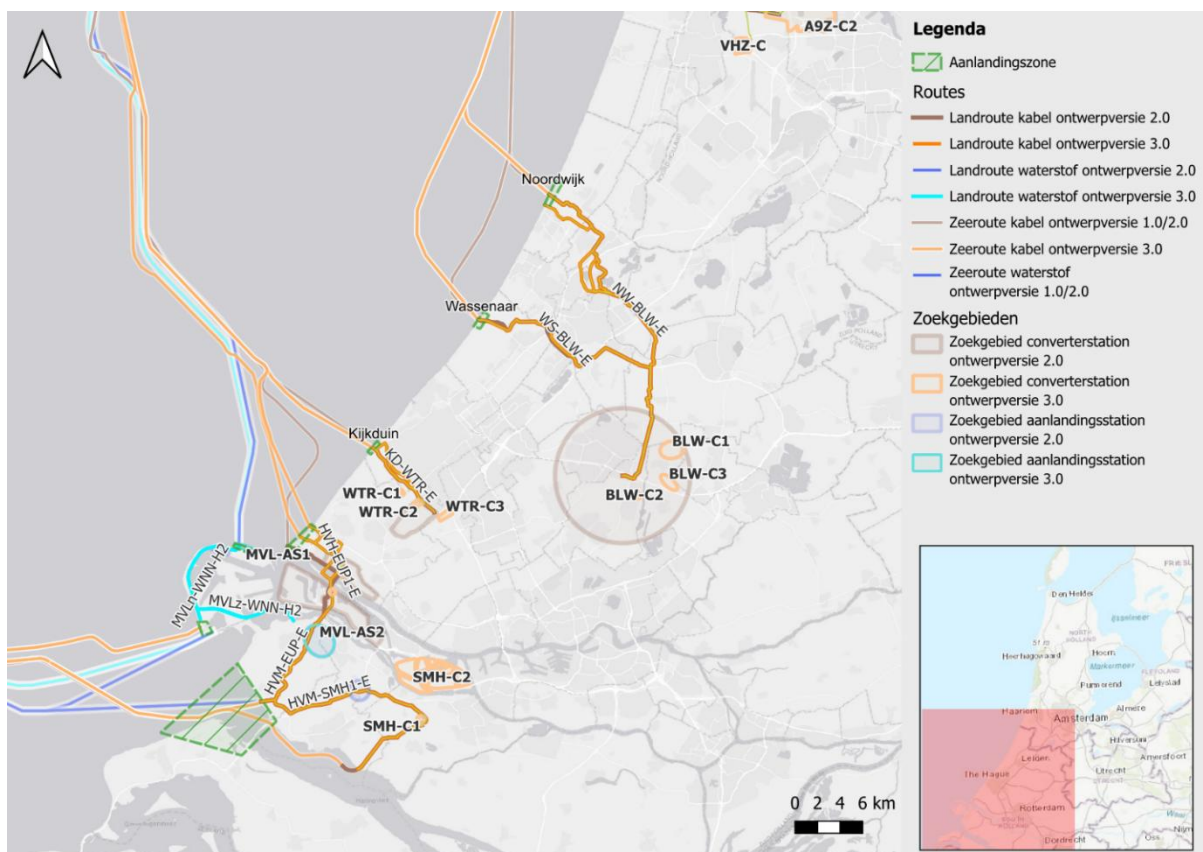 A9Z-C2
VHZ-C
Noordwijk
NW-BLW-E
Wassenaar
WS-BLW-E
Kijkduin
KD-WTR-E
BLW-C1
BLW-C3
BLW-C2
WTR-C1
WTR-C2
WTR-C3
MVL-AS1
HVH-EUP1-E
MVLn-WNN-H2
MVLz-WNN-H2
MVL-AS2
HVM-EUP-E
SMH-C2
HVM-SMH1-E
SMH-C1
0 2 4 6 km
Legenda
Aanlandingszone
Routes
Landroute kabel ontwerpversie 2.0
Landroute kabel ontwerpversie 3.0
Landroute waterstof ontwerpversie 2.0
Landroute waterstof ontwerpversie 3.0
Zeeroute kabel ontwerpversie 1.0/2.0
Zeeroute kabel ontwerpversie 3.0
Zeeroute waterstof
ontwerpversie 1.0/2.0
Zoekgebieden
Zoekgebied converterstation
ontwerpversie 2.0
Zoekgebied converterstation
ontwerpversie 3.0
Zoekgebied aanlandingsstation
ontwerpversie 2.0
Zoekgebied aanlandingsstation
ontwerpversie 3.0
Den Helder
Heerhugowaard
Hoorn
Markermeer
Purmerend
Lelystad
Haarlem
Amsterdam
Almere
Hilversum
Leiden
Amersfoort
Utrecht
The Hague
Rotterdam
Dordrecht
Oss